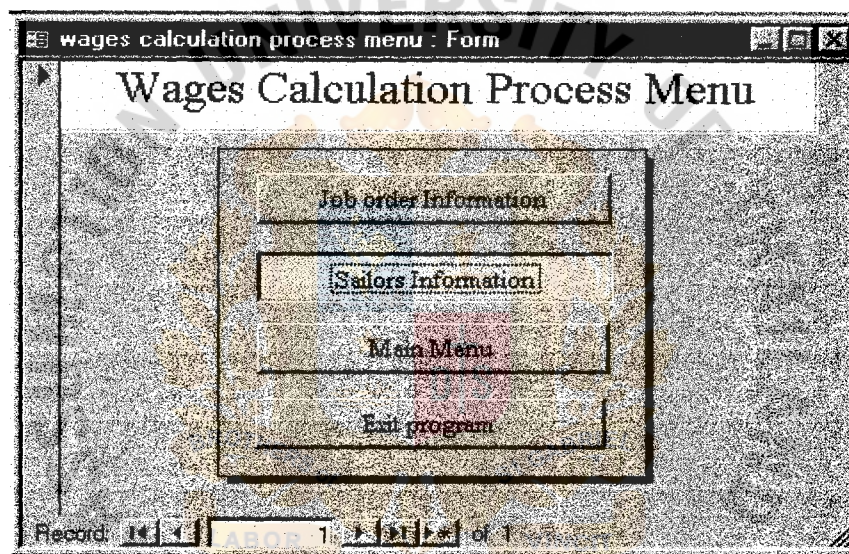 wages calculation process menu : Form
Wages Calculation Process Menu
Job order Information
Sailors Information
Main Menu
Exit program
Record: 1 of 1
LABOR